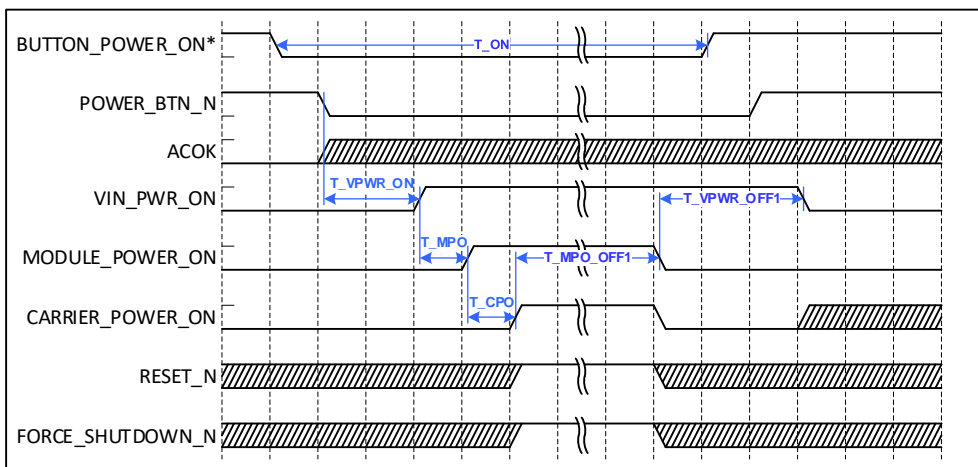 BUTTON_POWER_ON*
T_ON
POWER_BTN_N
ACOK
T_VPWR_ON
VIN_PWR_ON
T_VPWR_OFF1
T_MPO
MODULE_POWER_ON
T_MPO_OFF1
T_CPO
CARRIER_POWER_ON
RESET_N
FORCE_SHUTDOWN_N